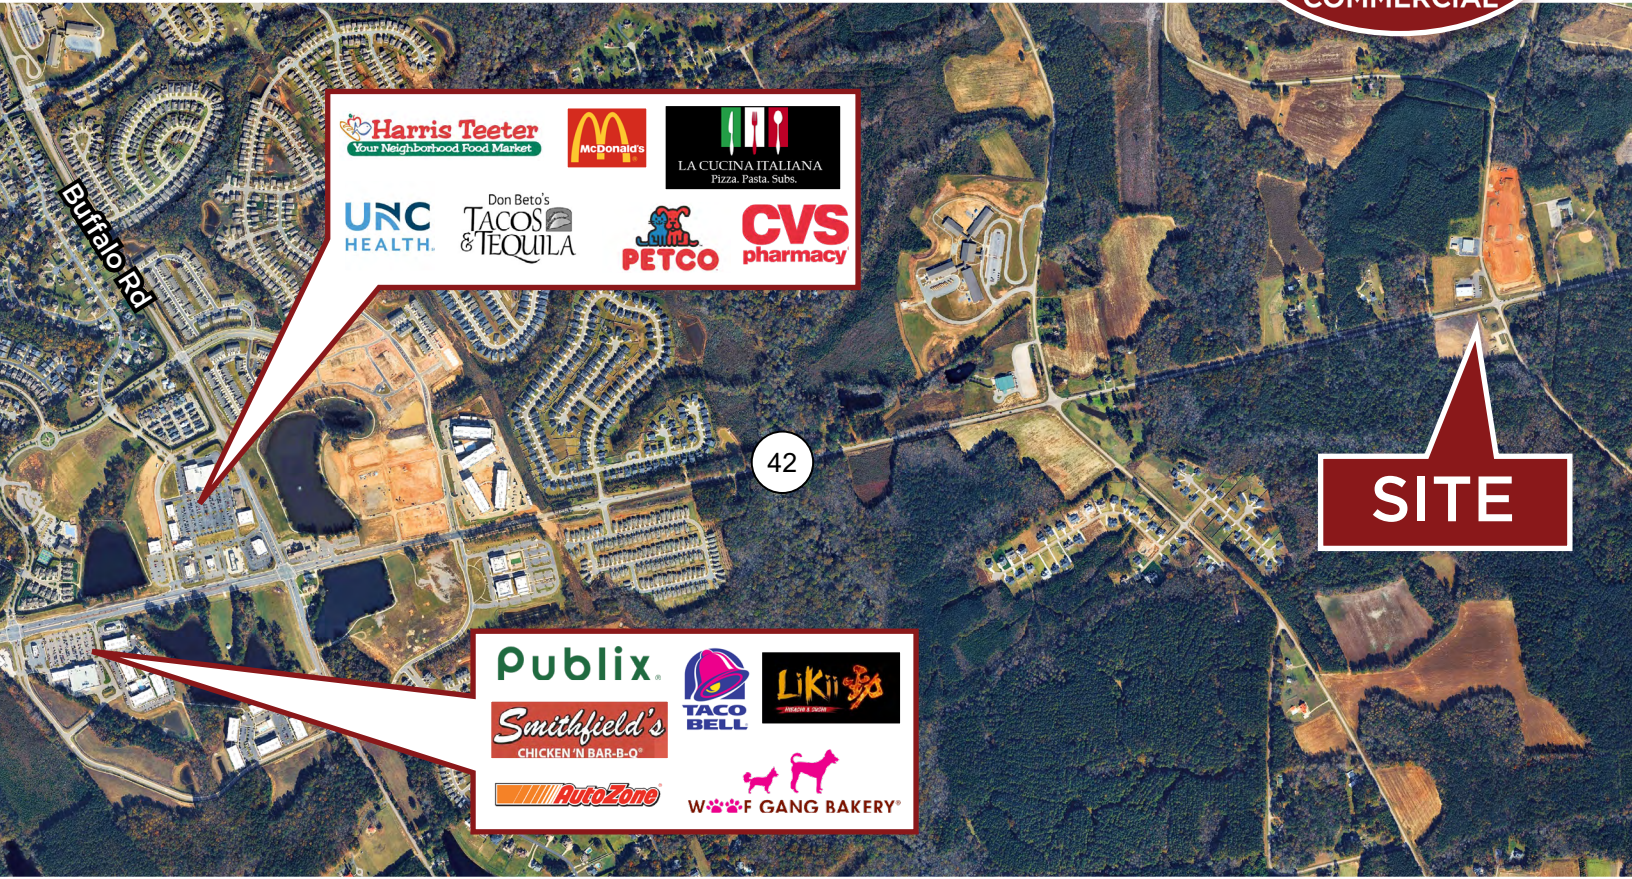 COMMERCIAL
Harris Teeter
Your Neighborhood Food Market
McDonald's
LA CUCINA ITALIANA
Pizza. Pasta. Subs.
Buffalo Rd
UNC
HEALTH®
Don Beto's
TACOS
& TEQUILA
PETCO
CVS
pharmacy®
42
SITE
Publix®
TACO
BELL®
LiKii
HIBACHI & SUSHI
Smithfield's
CHICKEN 'N BAR-B-Q®
AutoZone®
WOOF GANG BAKERY®